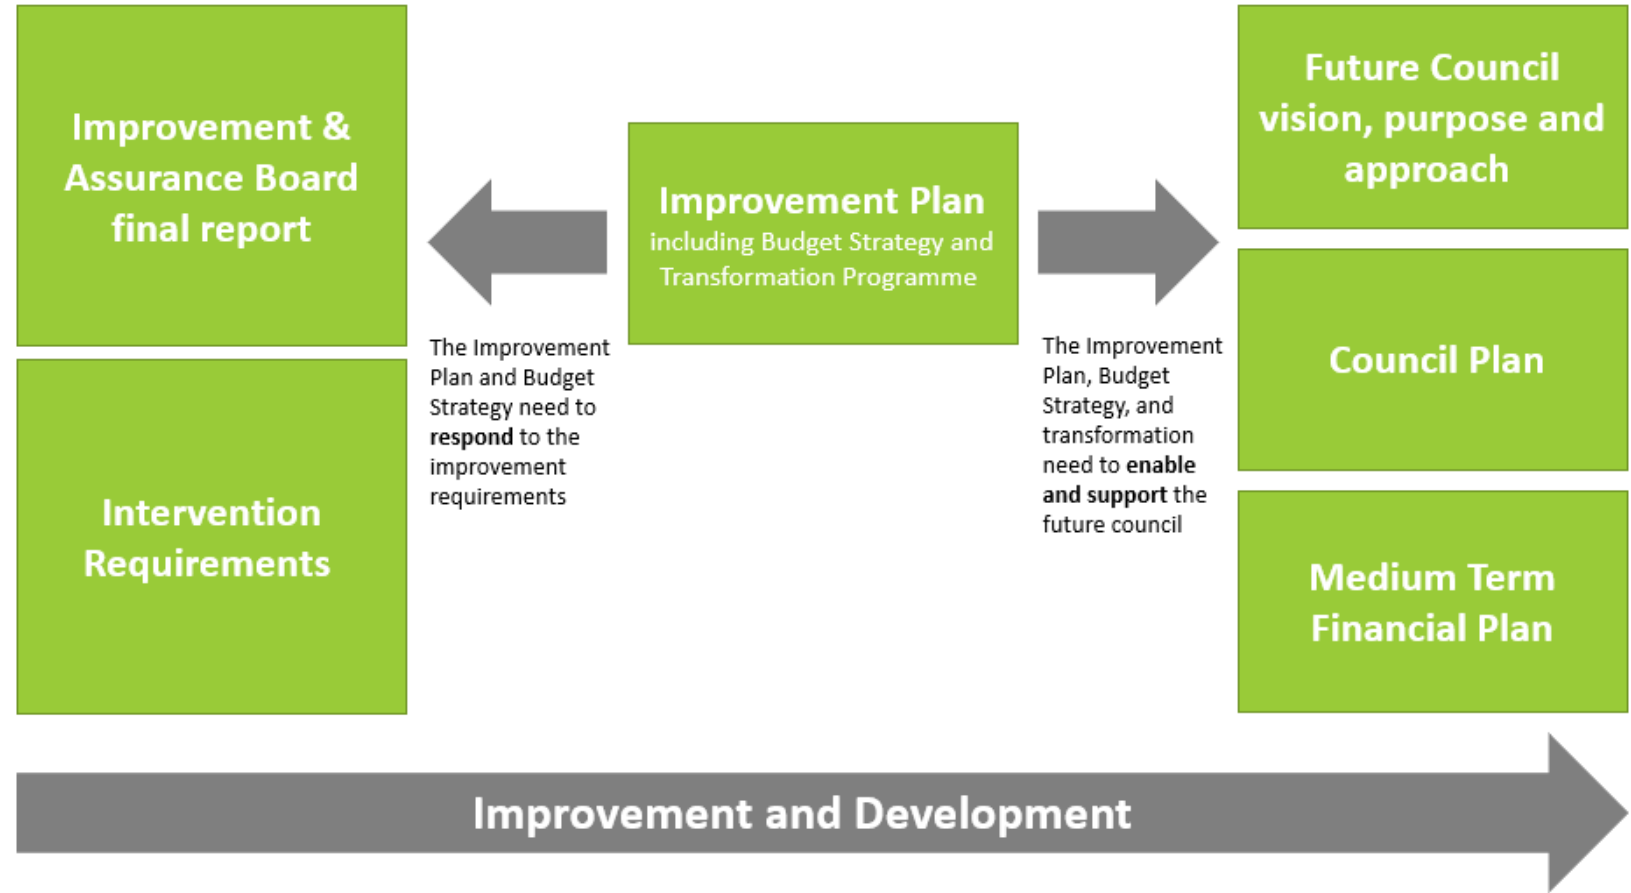 Improvement &
Assurance Board
final report
Intervention
Requirements
The Improvement
Plan and Budget
Strategy need to
respond to the
improvement
requirements
Improvement Plan
including Budget Strategy and
Transformation Programme
The Improvement
Plan, Budget
Strategy, and
transformation
need to enable
and support the
future council
Future Council
vision, purpose and
approach
Council Plan
Medium Term
Financial Plan
Improvement and Development